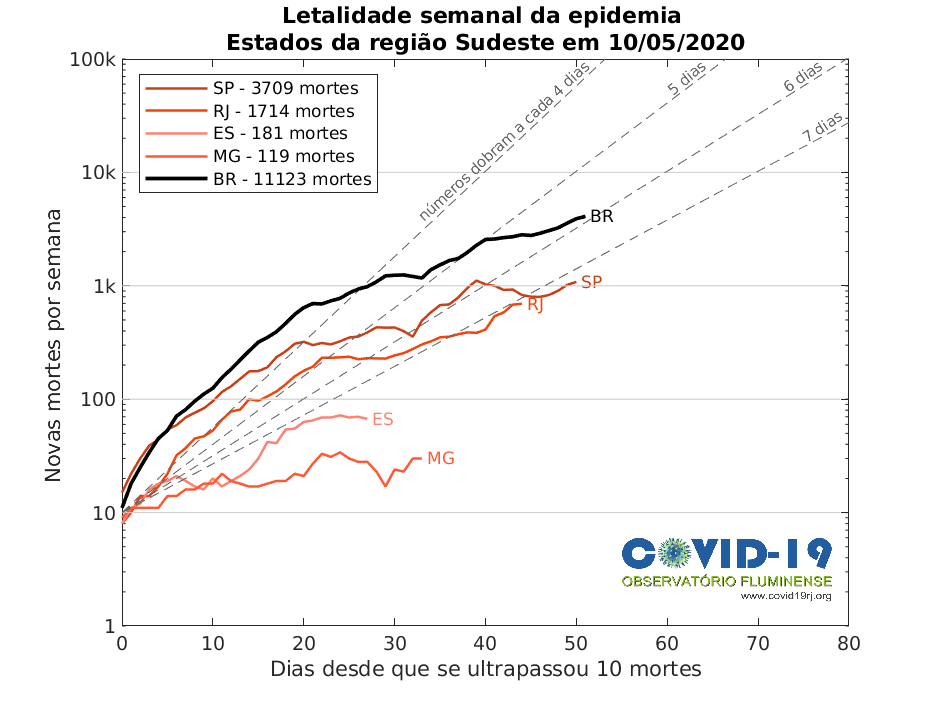 Letalidade semanal da epidemia
Estados da região Sudeste em 10/05/2020
100k
10k
1k
100
10
1
Novas mortes por semana
SP - 3709 mortes
RJ - 1714 mortes
ES - 181 mortes
MG - 119 mortes
BR - 11123 mortes
números dobram a cada 4 dias
5 dias
6 dias
7 dias
BR
SP
RJ
ES
MG
COVID-19
OBSERVATÓRIO FLUMINENSE
www.covid19rj.org
0 10 20 30 40 50 60 70 80
Dias desde que se ultrapassou 10 mortes